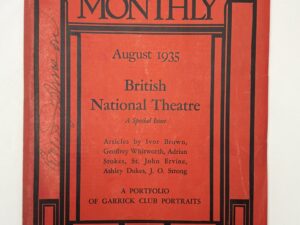 MONTHLY
August 1935
British
National Theatre
A Special Issue
Articles by Ivor Brown,
Geoffrey Whitworth, Adrian
Stokes, St. John Ervine,
Ashley Dukes, J. O. Strong
A PORTFOLIO
OF GARRICK CLUB PORTRAITS